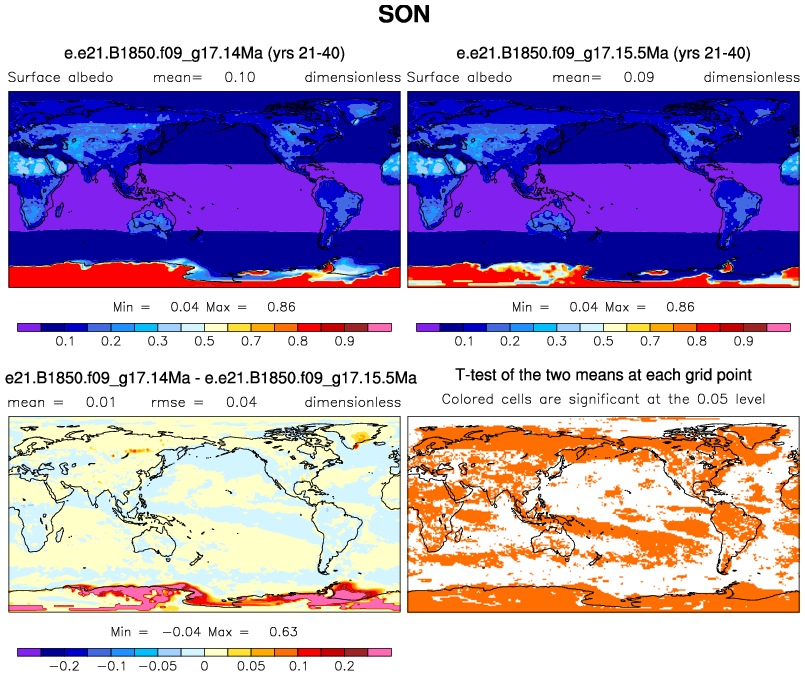 SON
e.e21.B1850.f09_g17.14Ma (yrs 21-40)
Surface albedo mean= 0.10 dimensionless
e.e21.B1850.f09_g17.15.5Ma (yrs 21-40)
Surface albedo mean= 0.09 dimensionless
Min = 0.04 Max = 0.86
0.1 0.2 0.3 0.4 0.5 0.7 0.8 0.9
Min = 0.04 Max = 0.86
0.1 0.2 0.3 0.5 0.7 0.8 0.9
e21.B1850.f09_g17.14Ma - e.e21.B1850.f09_g17.15.5Ma
mean = 0.01 rmse = 0.04 dimensionless
T-test of the two means at each grid point
Colored cells are significant at the 0.05 level
Min = -0.04 Max = 0.63
-0.2 -0.1 -0.05 0 0.05 0.1 0.2